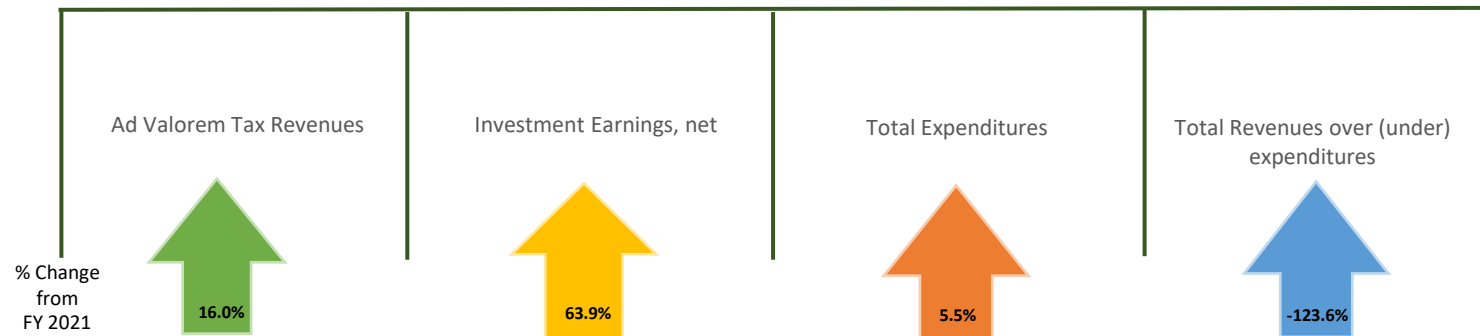 Ad Valorem Tax Revenues
Investment Earnings, net
Total Expenditures
Total Revenues over (under)
expenditures
% Change
from
FY 2021
16.0%
63.9%
5.5%
-123.6%